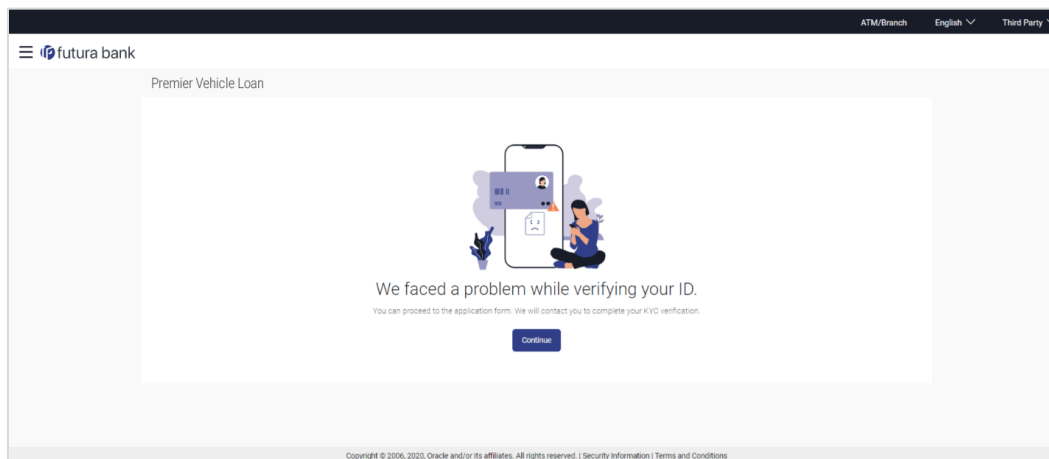 ATM/Branch English Third Party
futura bank
Premier Vehicle Loan
We faced a problem while verifying your ID.
You can proceed to the application form. We will contact you to complete your KYC verification.
Continue
Copyright © 2006, 2020, Oracle and/or its affiliates. All rights reserved. | Security Information | Terms and Conditions